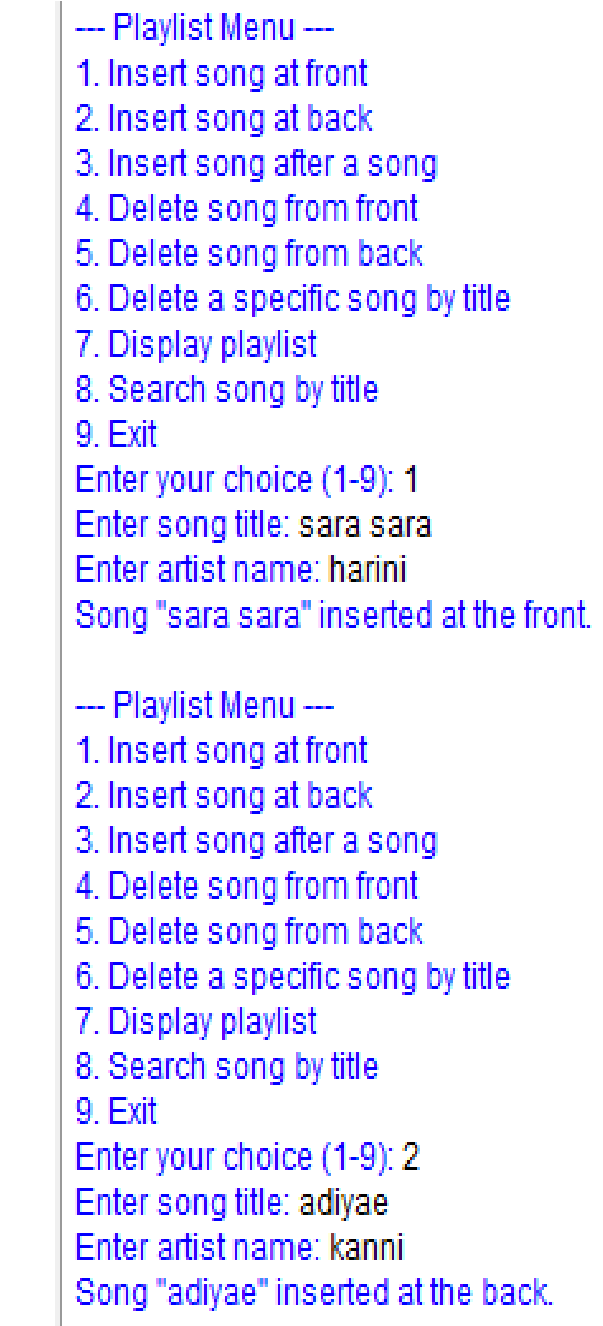 --- Playlist Menu ---
1. Insert song at front
2. Insert song at back
3. Insert song after a song
4. Delete song from front
5. Delete song from back
6. Delete a specific song by title
7. Display playlist
8. Search song by title
9. Exit
Enter your choice (1-9): 1
Enter song title: sara sara
Enter artist name: harini
Song "sara sara" inserted at the front.

--- Playlist Menu ---
1. Insert song at front
2. Insert song at back
3. Insert song after a song
4. Delete song from front
5. Delete song from back
6. Delete a specific song by title
7. Display playlist
8. Search song by title
9. Exit
Enter your choice (1-9): 2
Enter song title: adiyae
Enter artist name: kanni
Song "adiyae" inserted at the back.